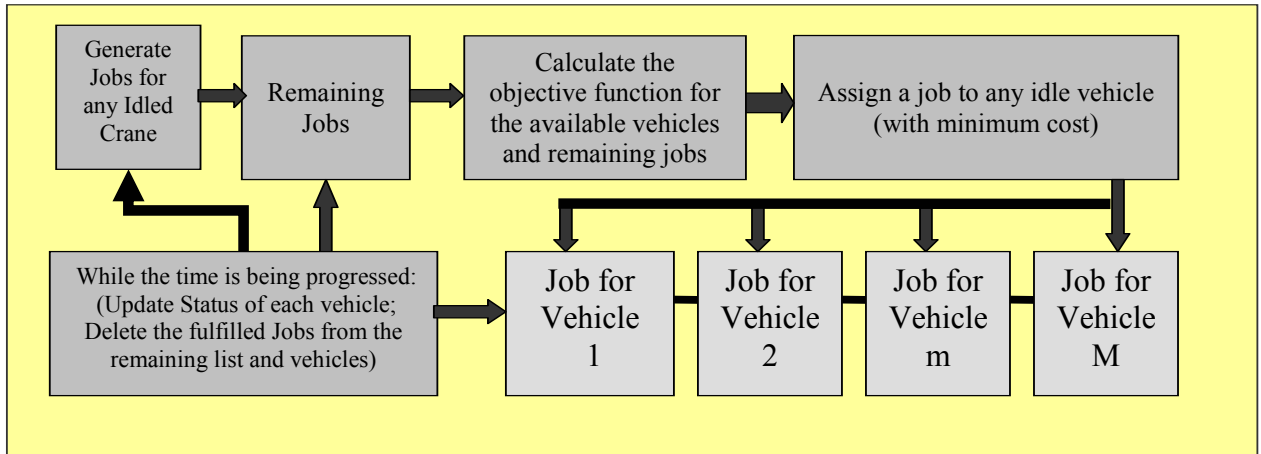 Generate
Jobs for
any Idled
Crane
Remaining
Jobs
Calculate the
objective function for
the available vehicles
and remaining jobs
Assign a job to any idle vehicle
(with minimum cost)
While the time is being progressed:
(Update Status of each vehicle;
Delete the fulfilled Jobs from the
remaining list and vehicles)
Job for
Vehicle
1
Job for
Vehicle
2
Job for
Vehicle
m
Job for
Vehicle
M